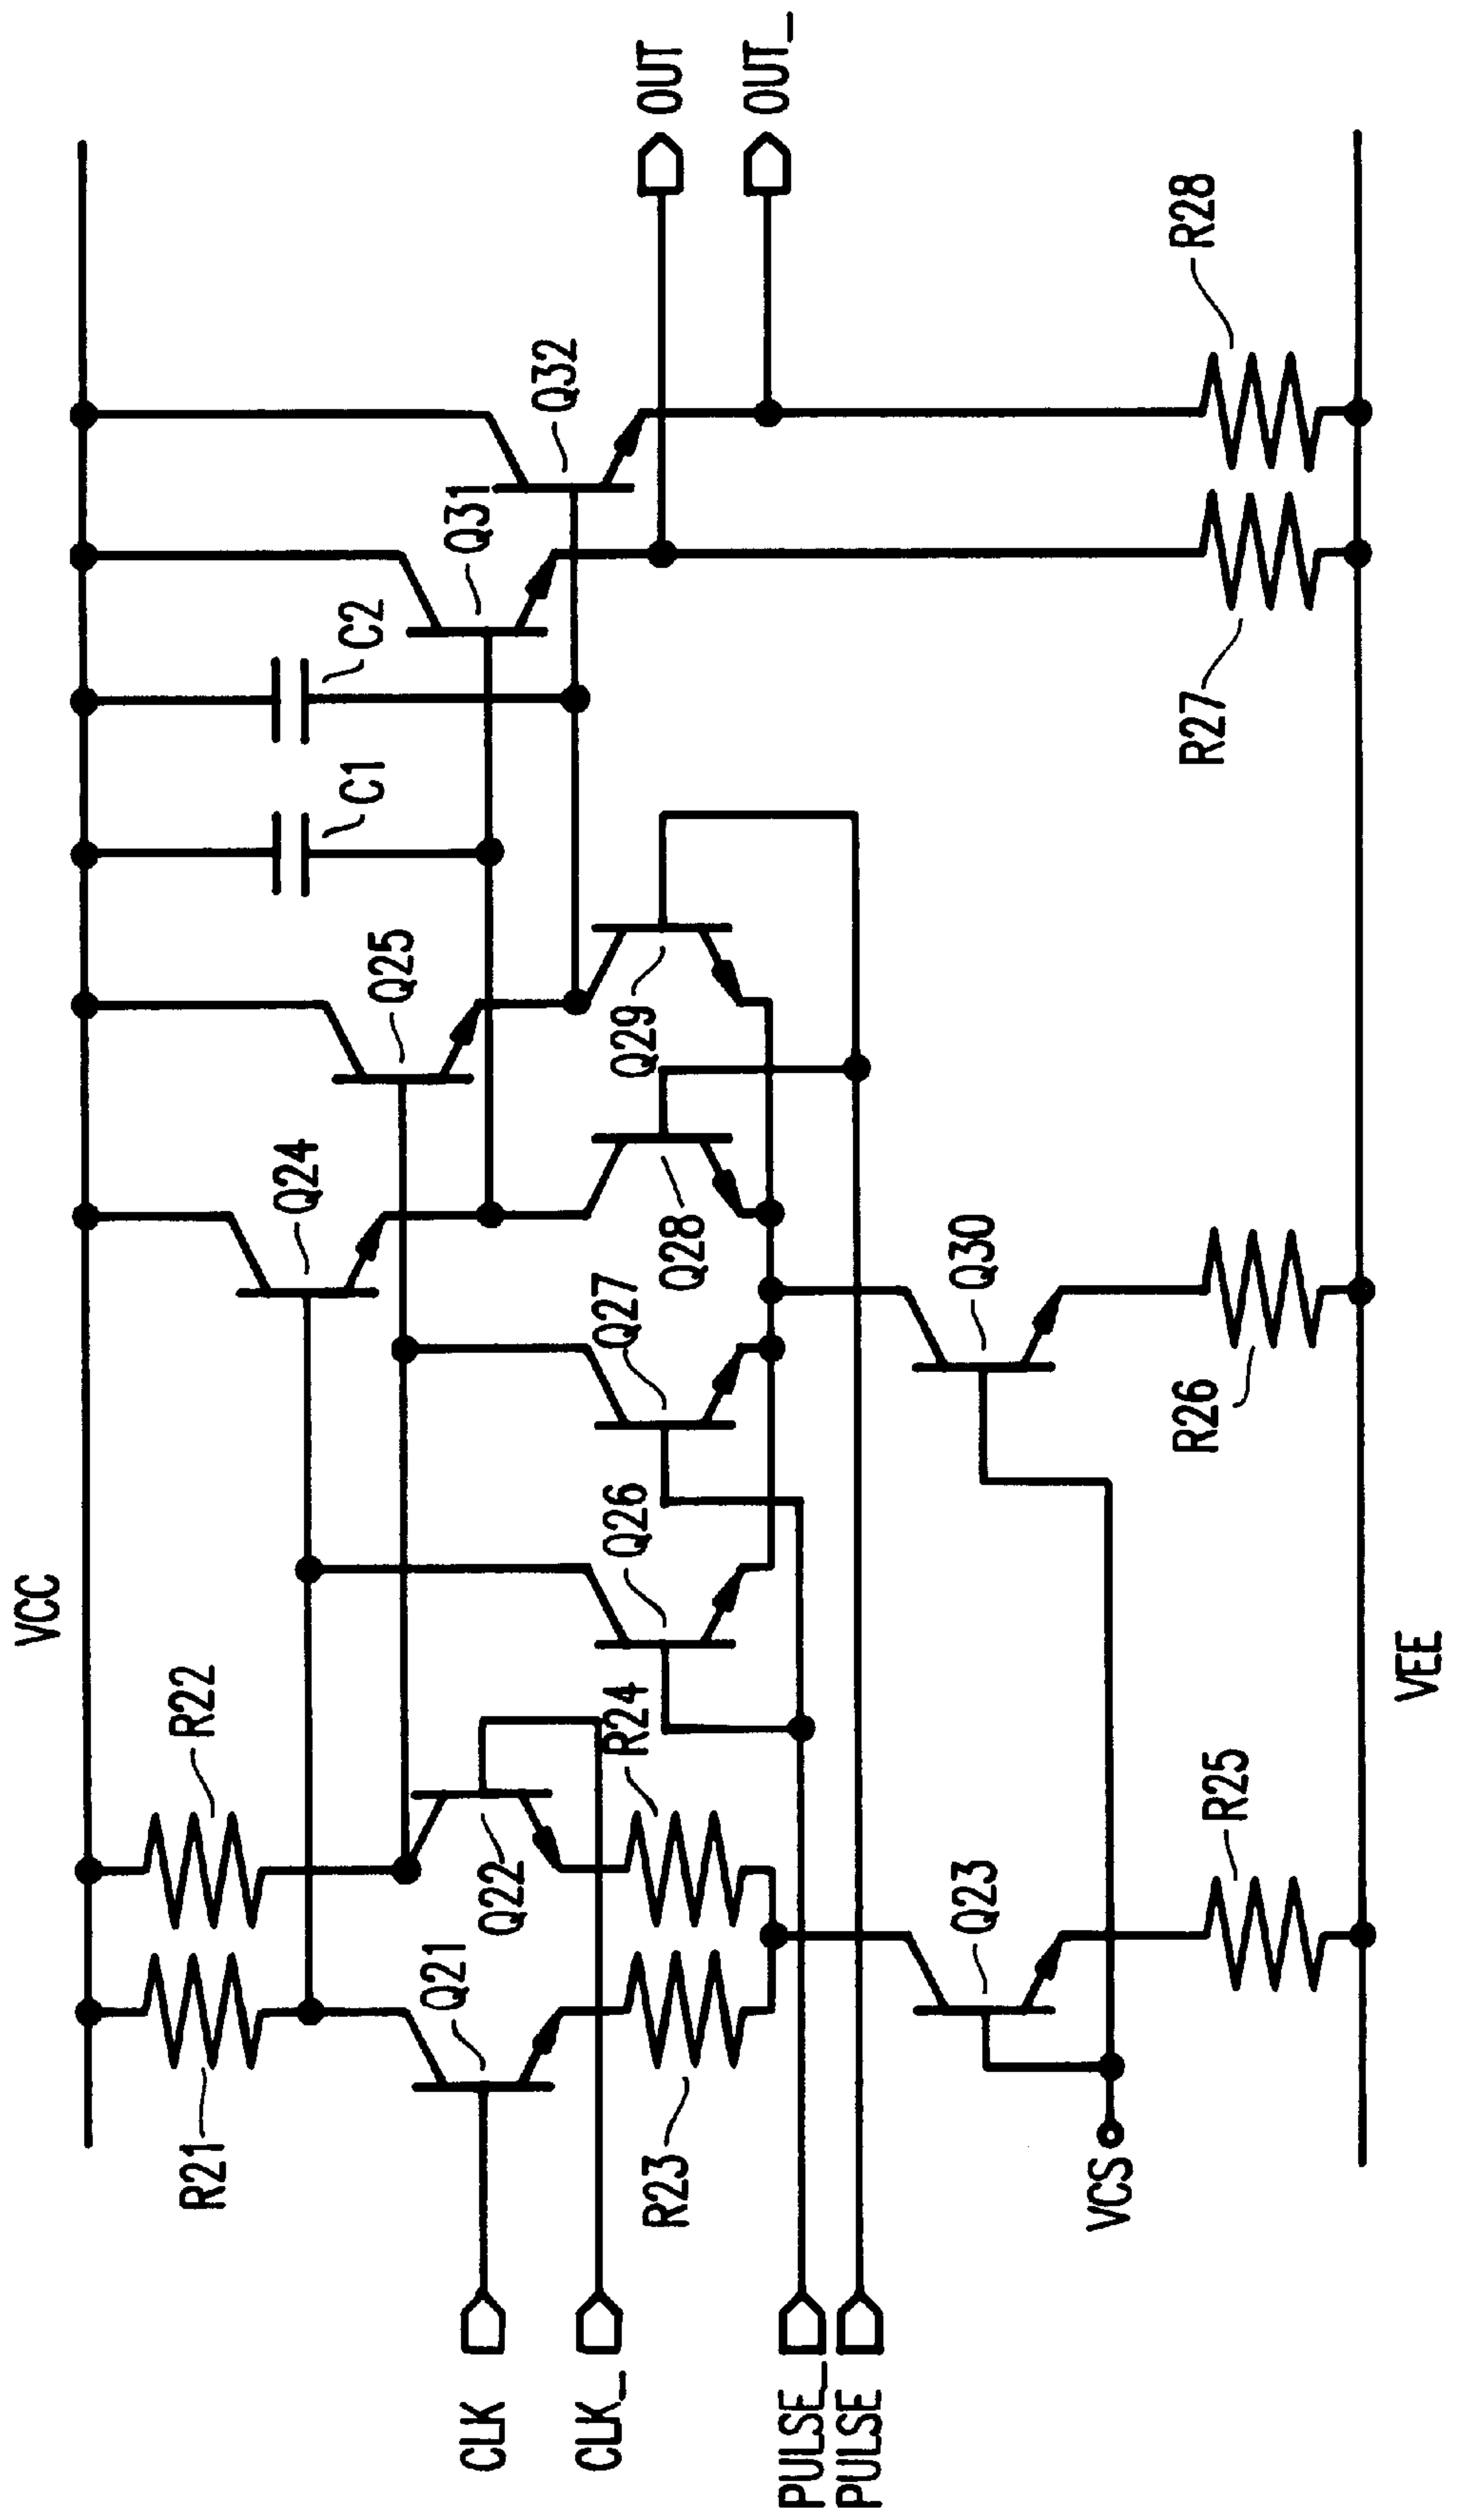 VCC
R21
R22
Q24
Q25
C1
C2
Q31
Q32
OUT
OUT_
CLK
CLK_
Q21
Q22
R23
R24
Q26
Q27
Q28
Q29
PULSE_
PULSE
Q23
Q30
VCS
R25
R26
R27
R28
VEE